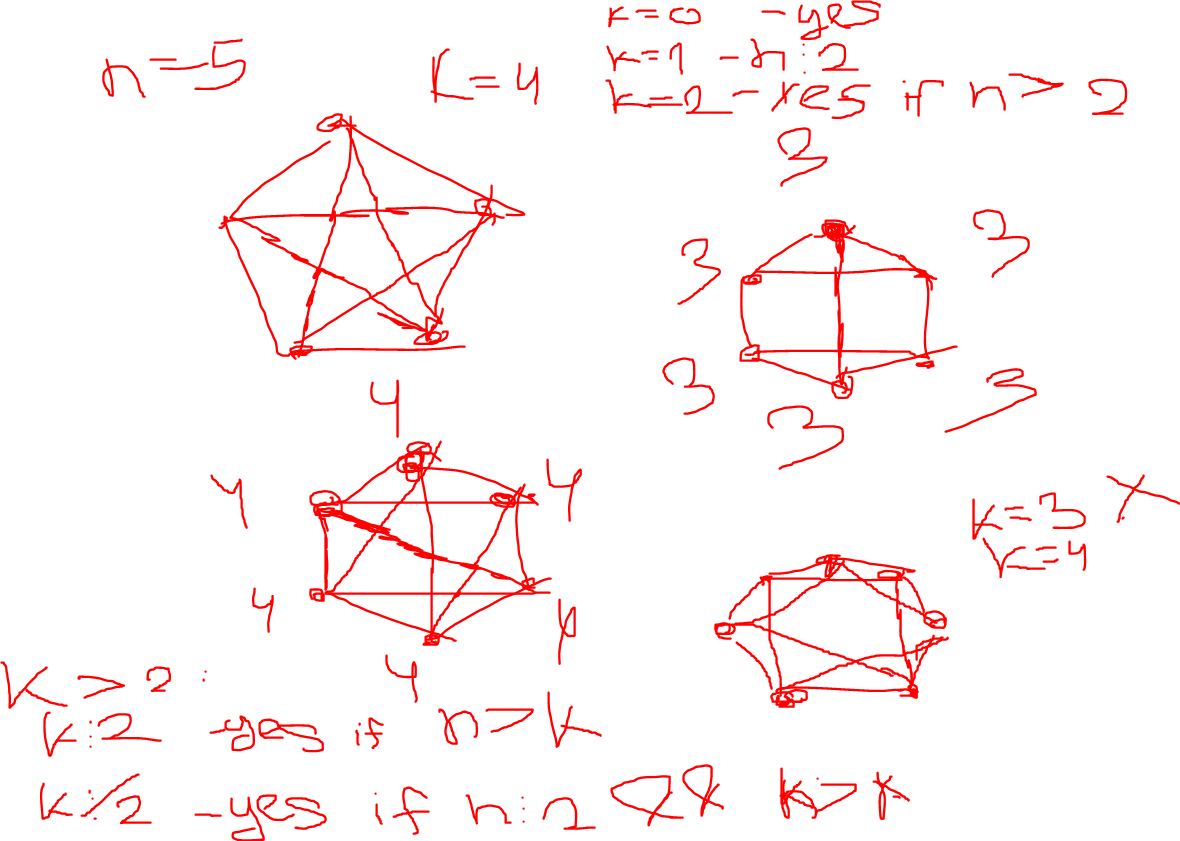 k=0 -yes
n=5 K=4 k=1 -n⋮2
k=2 -yes if n > 2
3
3 3
3 3
3
4
4 4
4 4
4
k=3
k=4
K > 2:
k⋮2 -yes if n > k
k⋮̸2 -yes if n⋮2 &&